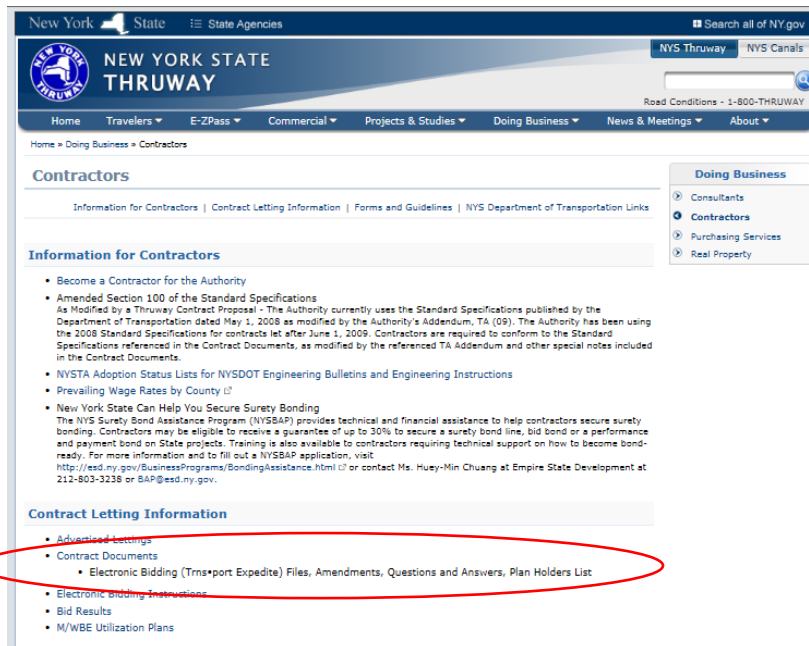 New York State State Agencies Search all of NY.gov
NYS Thruway NYS Canals
NEW YORK STATE
THRUWAY
NEW YORK
THRUWAY
Road Conditions - 1-800-THRUWAY
Home Travelers E-ZPass Commercial Projects & Studies Doing Business News & Meetings About
Home » Doing Business » Contractors
Contractors
Information for Contractors | Contract Letting Information | Forms and Guidelines | NYS Department of Transportation Links
Doing Business
Consultants
Contractors
Purchasing Services
Real Property
Information for Contractors
• Become a Contractor for the Authority
• Amended Section 100 of the Standard Specifications
As Modified by a Thruway Contract Proposal - The Authority currently uses the Standard Specifications published by the
Department of Transportation dated May 1, 2008 as modified by the Authority's Addendum, TA (09). The Authority has been using
the 2008 Standard Specifications for contracts let after June 1, 2009. Contractors are required to conform to the Standard
Specifications referenced in the Contract Documents, as modified by the referenced TA Addendum and other special notes included
in the Contract Documents.
• NYSTA Adoption Status Lists for NYSDOT Engineering Bulletins and Engineering Instructions
• Prevailing Wage Rates by County
• New York State Can Help You Secure Surety Bonding
The NYS Surety Bond Assistance Program (NYSBAP) provides technical and financial assistance to help contractors secure surety
bonding. Contractors may be eligible to receive a guarantee of up to 30% to secure a surety bond line, bid bond or a performance
and payment bond on State projects. Training is also available to contractors requiring technical support on how to become bond-
ready. For more information and to fill out a NYSBAP application, visit
http://esd.ny.gov/BusinessPrograms/BondingAssistance.html or contact Ms. Huey-Min Chuang at Empire State Development at
212-803-3238 or BAP@esd.ny.gov.
Contract Letting Information
• Advertised Lettings
• Contract Documents
• Electronic Bidding (Trns•port Expedite) Files, Amendments, Questions and Answers, Plan Holders List
• Electronic Bidding Instructions
• Bid Results
• M/WBE Utilization Plans